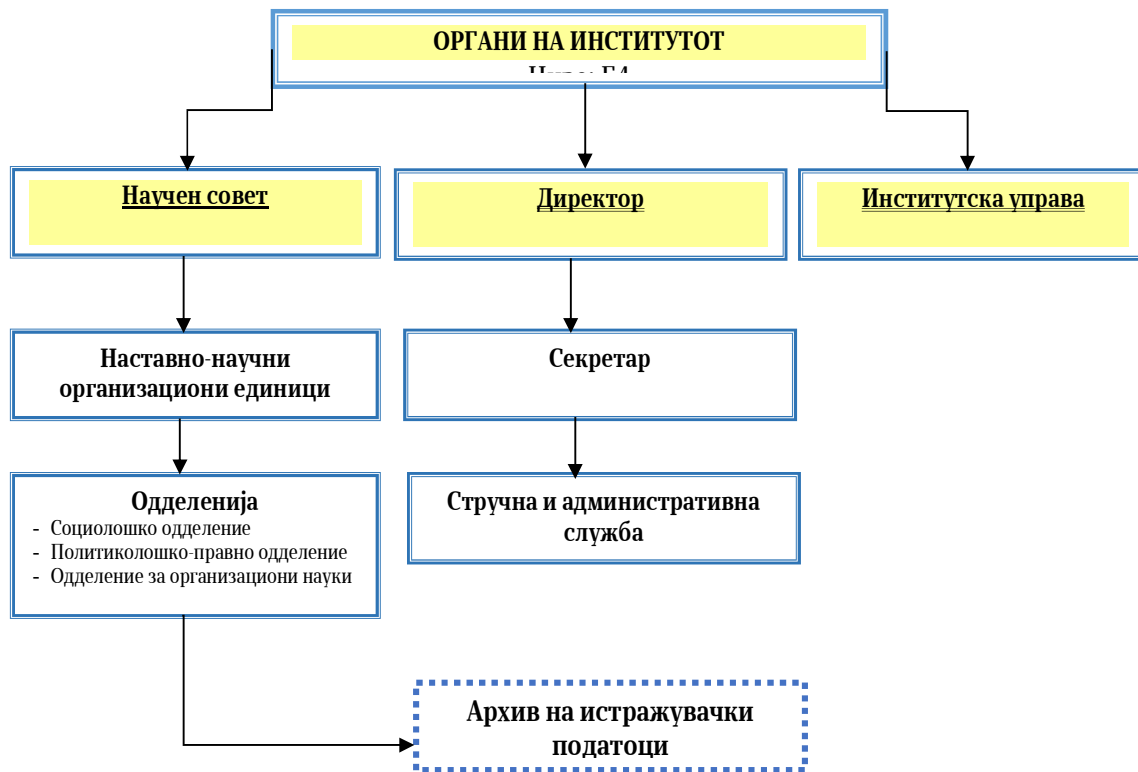 ОРГАНИ НА ИНСТИТУТОТ
Научен совет
Директор
Институтска управа
Наставно-научни
организациони единици
Секретар
Одделенија
- Социолошко одделение
- Политиколошко-правно одделение
- Одделение за организациони науки
Стручна и административна
служба
Архив на истражувачки
податоци